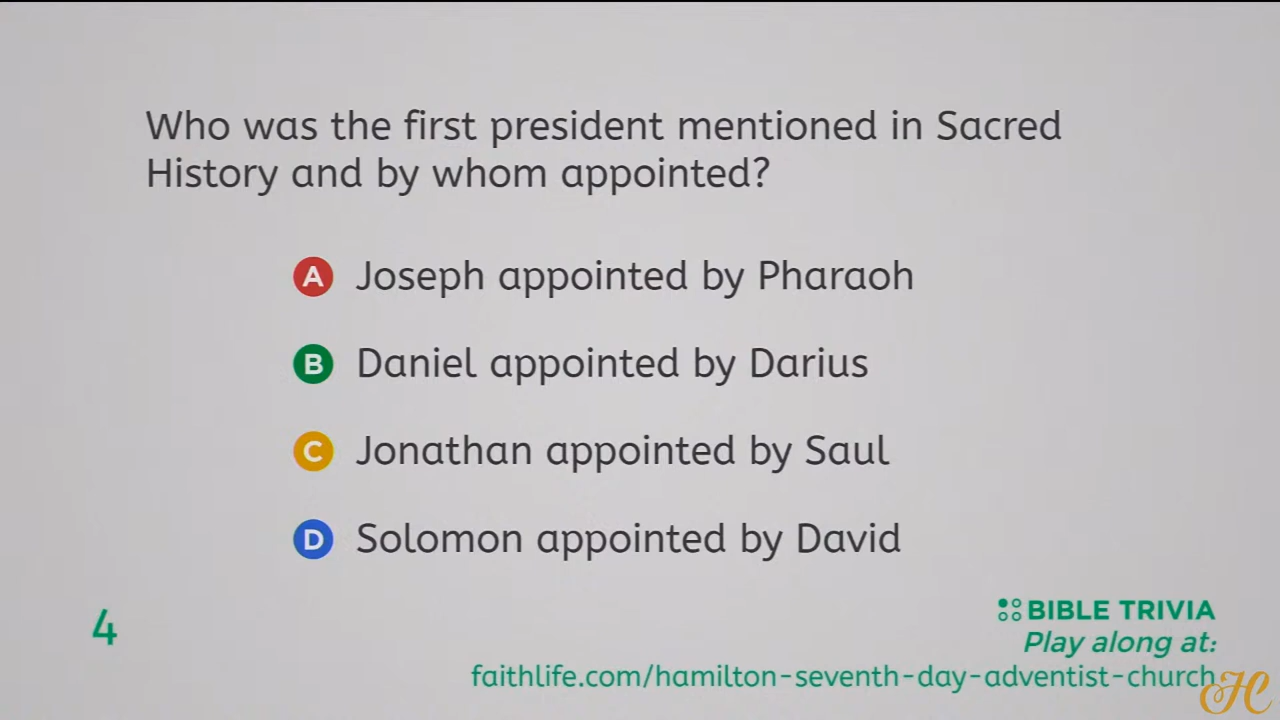 Who was the first president mentioned in Sacred
History and by whom appointed?
A Joseph appointed by Pharaoh
B Daniel appointed by Darius
C Jonathan appointed by Saul
D Solomon appointed by David
4
BIBLE TRIVIA
Play along at:
faithlife.com/hamilton-seventh-day-adventist-church
H